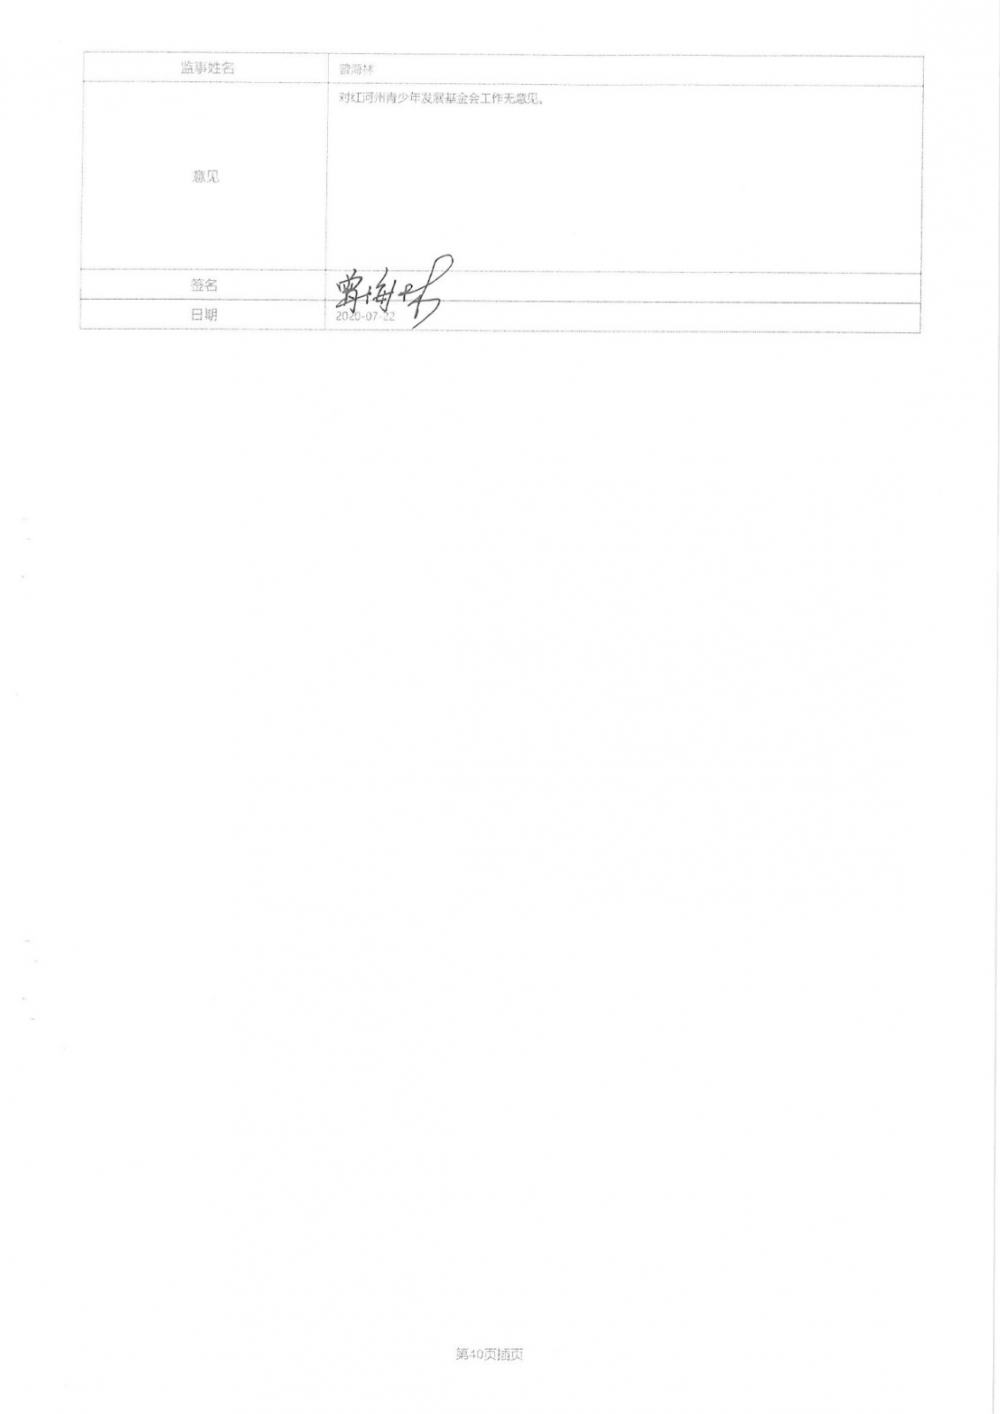 监事姓名 曾海林
对红河州青少年发展基金会工作无意见。
意见
签名 曾海林
日期 2020-07-22
第40页插页